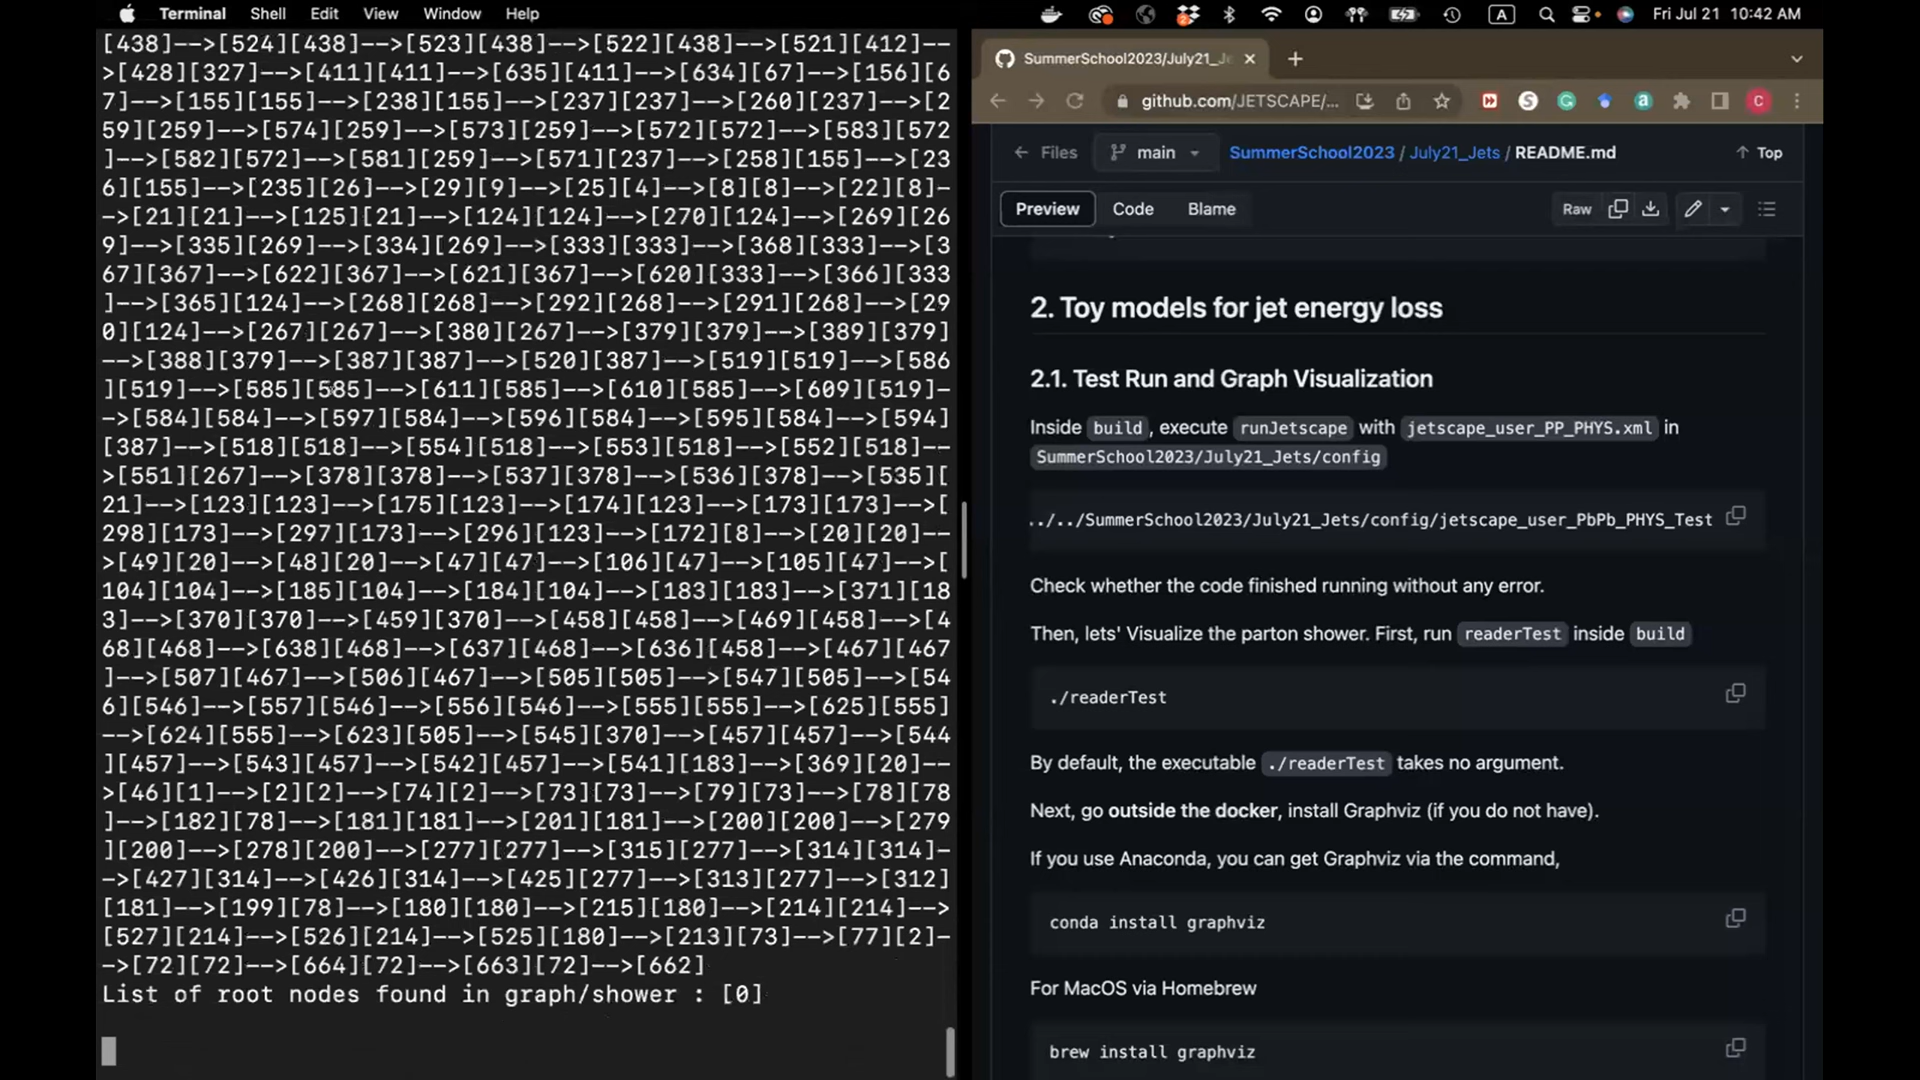 Terminal Shell Edit View Window Help
A Fri Jul 21 10:42 AM
[438]-->[524][438]-->[523][438]-->[522][438]-->[521][412]--
>[428][327]-->[411][411]-->[635][411]-->[634][67]-->[156][6
7]-->[155][155]-->[238][155]-->[237][237]-->[260][237]-->[2
59][259]-->[574][259]-->[573][259]-->[572][572]-->[583][572
]-->[582][572]-->[581][259]-->[571][237]-->[258][155]-->[23
6][155]-->[235][26]-->[29][9]-->[25][4]-->[8][8]-->[22][8]-
->[21][21]-->[125][21]-->[124][124]-->[270][124]-->[269][26
9]-->[335][269]-->[334][269]-->[333][333]-->[368][333]-->[3
67][367]-->[622][367]-->[621][367]-->[620][333]-->[366][333
]-->[365][124]-->[268][268]-->[292][268]-->[291][268]-->[29
0][124]-->[267][267]-->[380][267]-->[379][379]-->[389][379]
-->[388][379]-->[387][387]-->[520][387]-->[519][519]-->[586
][519]-->[585][585]-->[611][585]-->[610][585]-->[609][519]-
->[584][584]-->[597][584]-->[596][584]-->[595][584]-->[594]
[387]-->[518][518]-->[554][518]-->[553][518]-->[552][518]--
>[551][267]-->[378][378]-->[537][378]-->[536][378]-->[535][
21]-->[123][123]-->[175][123]-->[174][123]-->[173][173]-->[
298][173]-->[297][173]-->[296][123]-->[172][8]-->[20][20]--
>[49][20]-->[48][20]-->[47][47]-->[106][47]-->[105][47]-->[
104][104]-->[185][104]-->[184][104]-->[183][183]-->[371][18
3]-->[370][370]-->[459][370]-->[458][458]-->[469][458]-->[4
68][468]-->[638][468]-->[637][468]-->[636][458]-->[467][467
]-->[507][467]-->[506][467]-->[505][505]-->[547][505]-->[54
6][546]-->[557][546]-->[556][546]-->[555][555]-->[625][555]
-->[624][555]-->[623][505]-->[545][370]-->[457][457]-->[544
][457]-->[543][457]-->[542][457]-->[541][183]-->[369][20]--
>[46][1]-->[2][2]-->[74][2]-->[73][73]-->[79][73]-->[78][78
]-->[182][78]-->[181][181]-->[201][181]-->[200][200]-->[279
][200]-->[278][200]-->[277][277]-->[315][277]-->[314][314]-
->[427][314]-->[426][314]-->[425][277]-->[313][277]-->[312]
[181]-->[199][78]-->[180][180]-->[215][180]-->[214][214]-->
[527][214]-->[526][214]-->[525][180]-->[213][73]-->[77][2]-
->[72][72]-->[664][72]-->[663][72]-->[662]
List of root nodes found in graph/shower : [0]
SummerSchool2023/July21_Je
github.com/JETSCAPE/...
Files main SummerSchool2023 / July21_Jets / README.md Top
Preview Code Blame Raw
2. Toy models for jet energy loss
2.1. Test Run and Graph Visualization
Inside build, execute runJetscape with jetscape_user_PP_PHYS.xml in
SummerSchool2023/July21_Jets/config
../../SummerSchool2023/July21_Jets/config/jetscape_user_PbPb_PHYS_Test
Check whether the code finished running without any error.
Then, lets' Visualize the parton shower. First, run readerTest inside build
./readerTest
By default, the executable ./readerTest takes no argument.
Next, go outside the docker, install Graphviz (if you do not have).
If you use Anaconda, you can get Graphviz via the command,
conda install graphviz
For MacOS via Homebrew
brew install graphviz